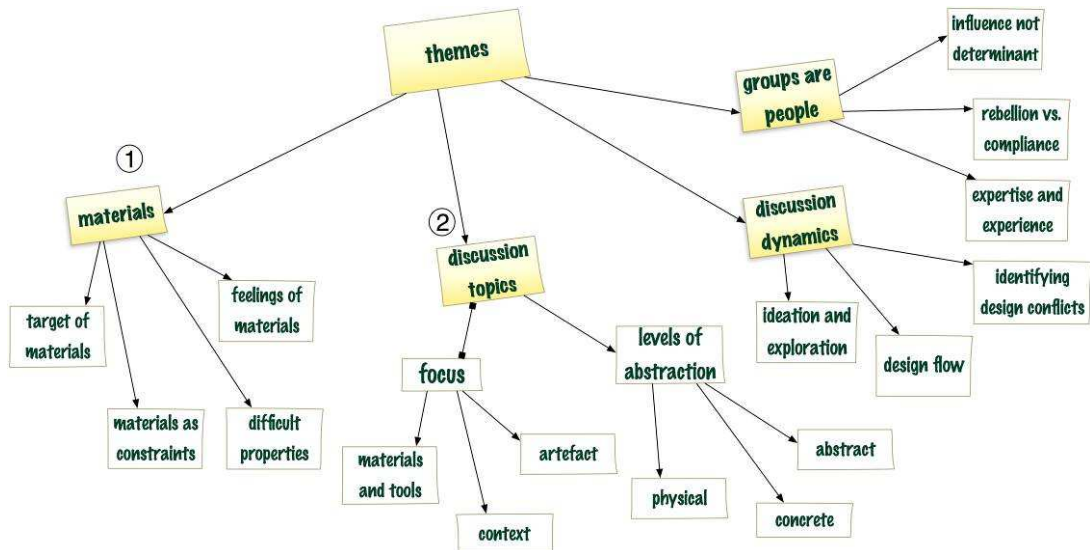 themes
groups are
people
influence not
determinant
rebellion vs.
compliance
expertise and
experience
1
materials
target of
materials
materials as
constraints
difficult
properties
feelings of
materials
2
discussion
topics
focus
materials
and tools
context
artefact
levels of
abstraction
physical
concrete
abstract
discussion
dynamics
ideation and
exploration
design flow
identifying
design conflicts